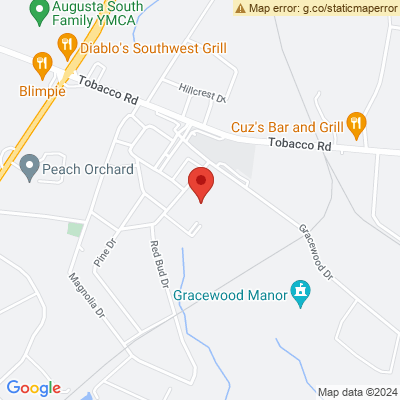 Augusta South
Family YMCA
Map error: g.co/staticmaperror
Diablo's Southwest Grill
Blimpie
Tobacco Rd
Hillcrest Dr
Cuz's Bar and Grill
Tobacco Rd
Peach Orchard
Pine Dr
Red Bud Dr
Magnolia Dr
Gracewood Dr
Gracewood Manor
Google
Map data ©2024